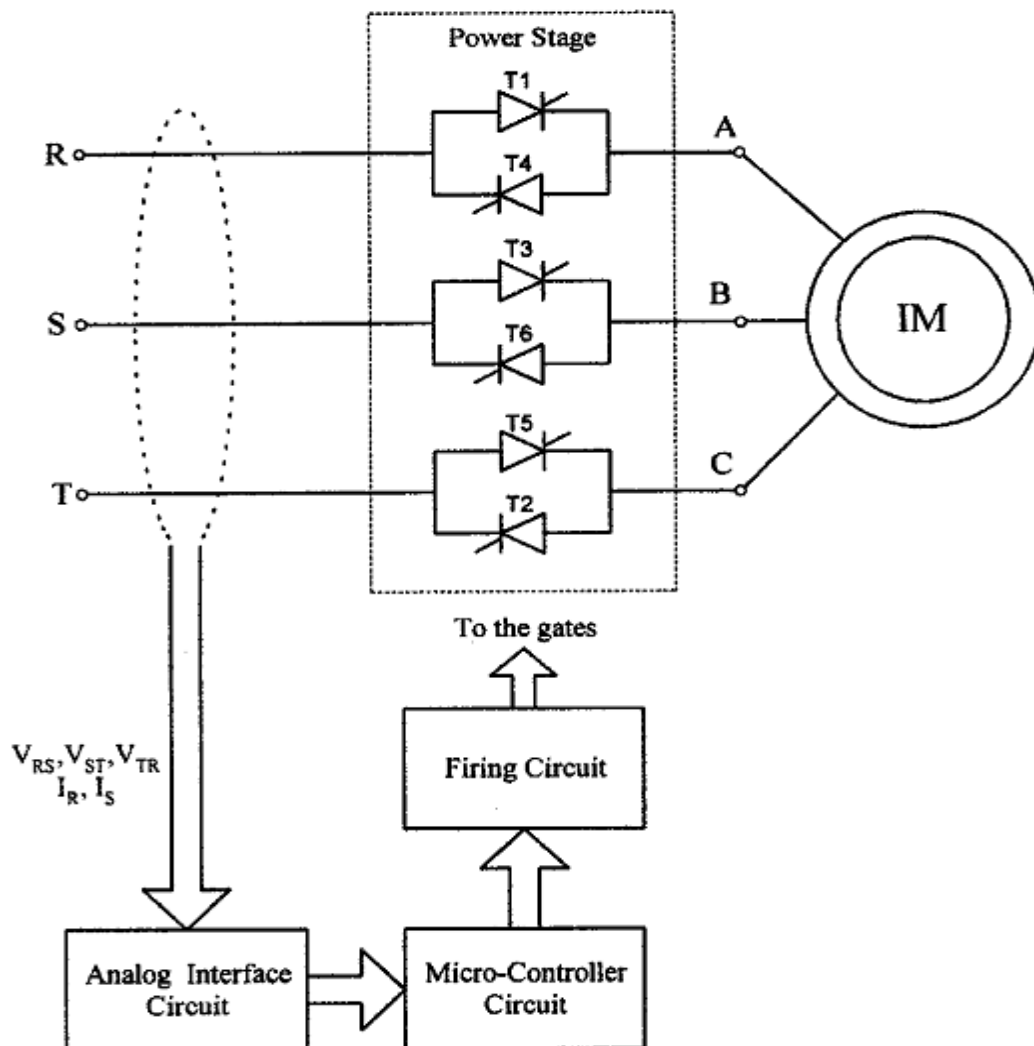 Power Stage
T1
R
A
T4
T3
S
B
IM
T6
T5
T
C
T2
To the gates
V_RS, V_ST, V_TR
I_R, I_S
Firing Circuit
Analog Interface
Circuit
Micro-Controller
Circuit